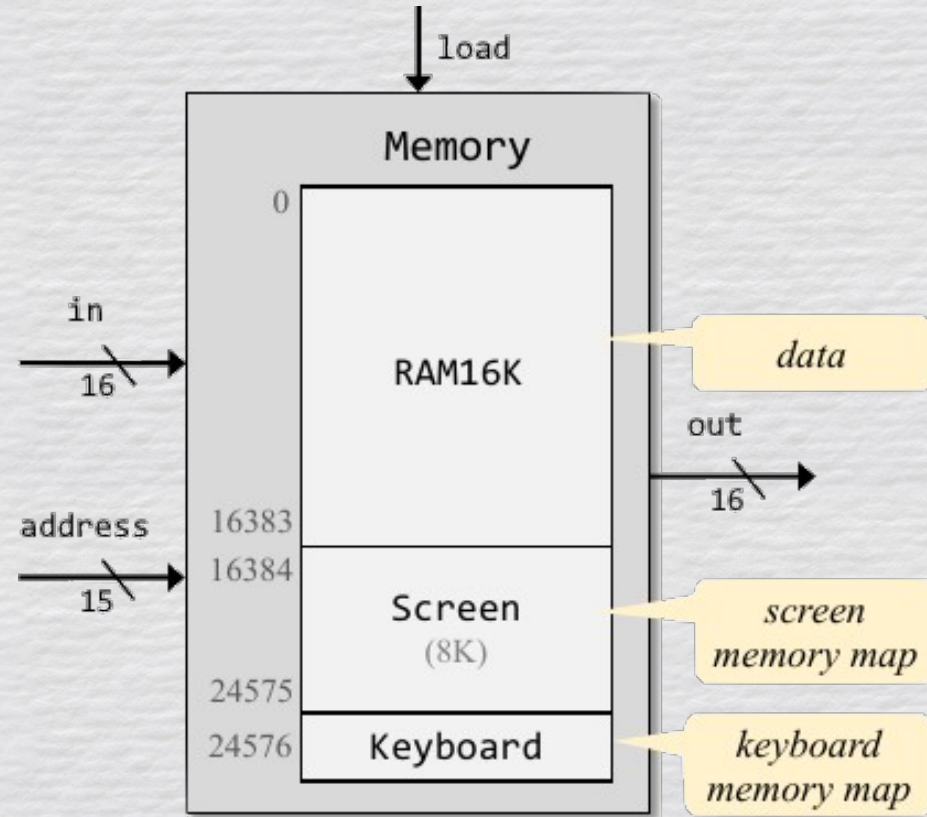 load
Memory
0
in
16
RAM16K
data
out
16
address
15
16383
16384
Screen
(8K)
screen
memory map
24575
24576
Keyboard
keyboard
memory map